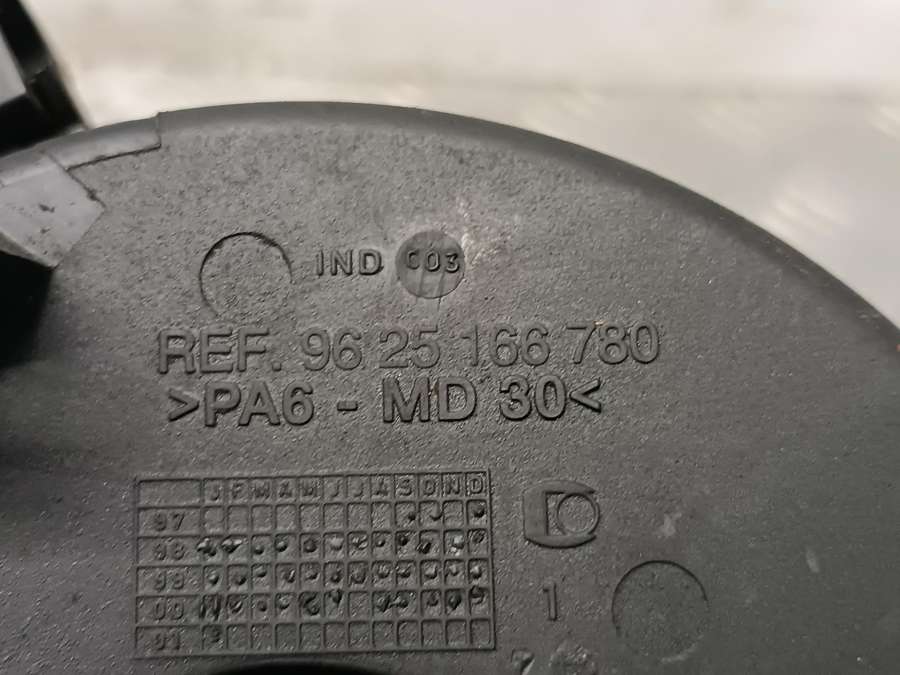 IND 003
REF. 96 25 166 780
>PA6 - MD 30<
J F M A M J J A S O N D
97
98
99
00
01
1